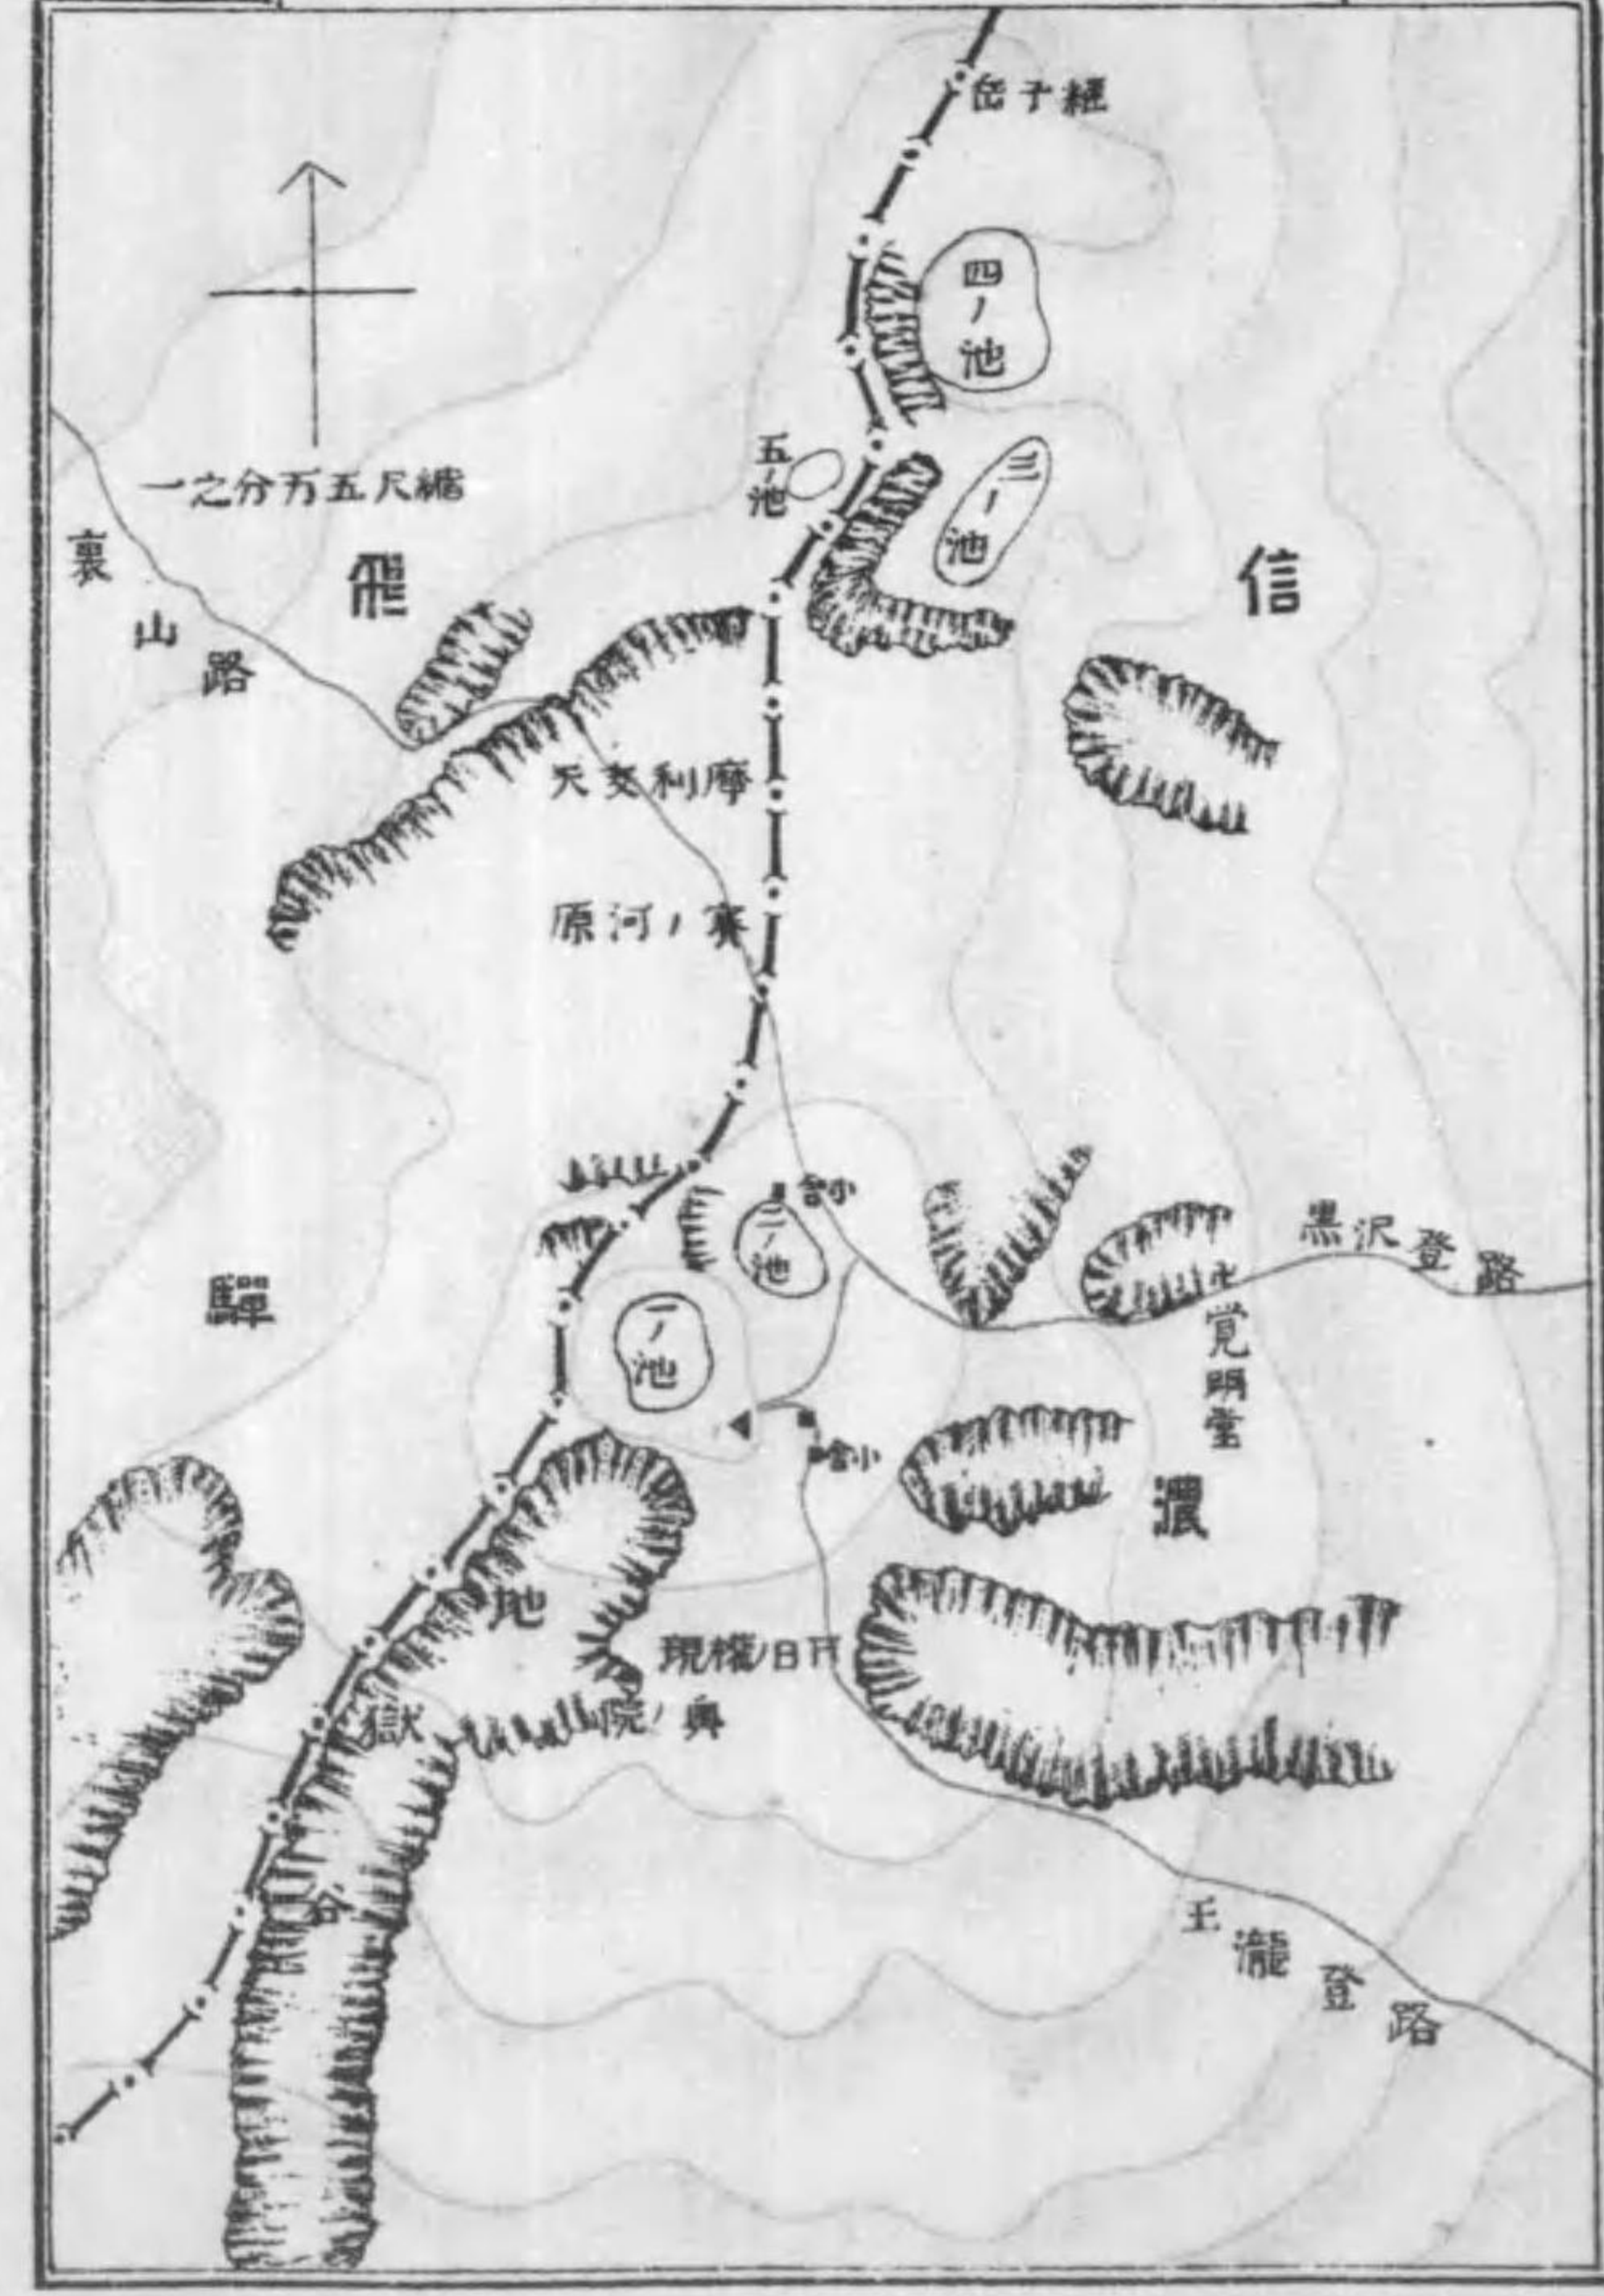 継子岳
四ノ池
三ノ池
五ノ池
縮尺五万分之一
裏山路
飛騨
信濃
摩利支天
賽ノ河原
小舎
二ノ池
一ノ池
黒沢登路
覚明堂
小舎
地獄谷
日ノ権現
奥ノ院
王瀧登路